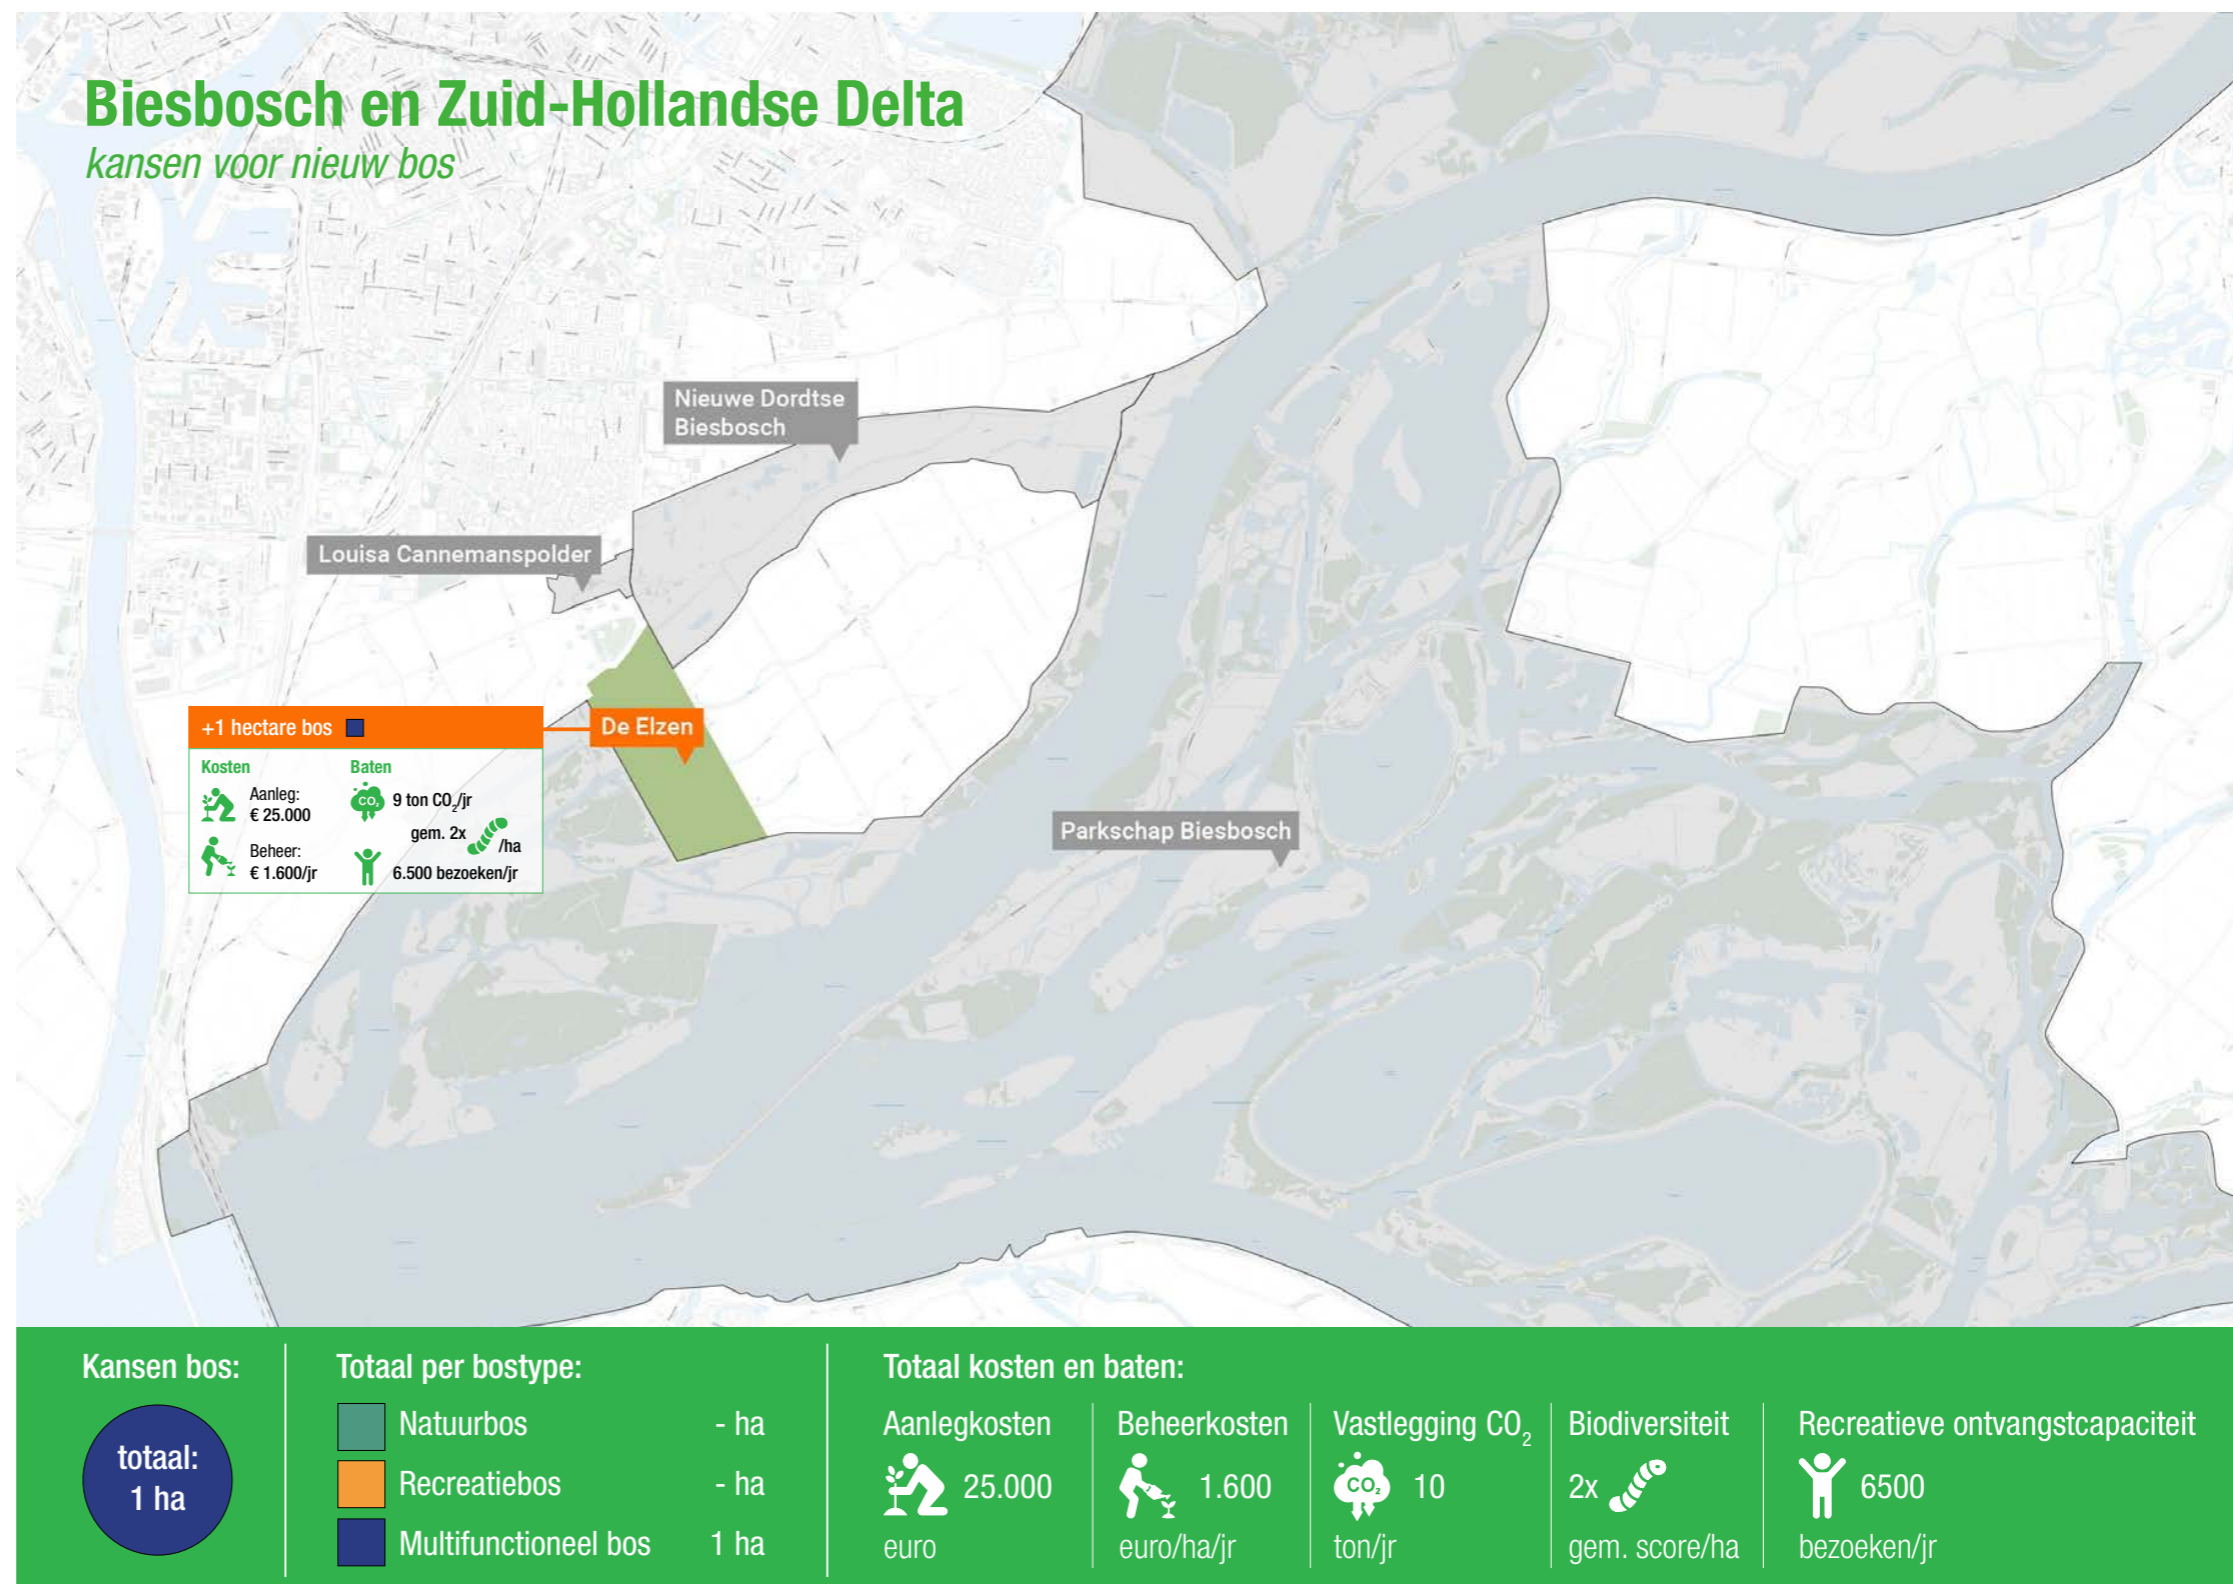 Biesbosch en Zuid-Hollandse Delta
kansen voor nieuw bos
Nieuwe Dordtse
Biesbosch
Louisa Cannemanspolder
De Elzen
+1 hectare bos
Kosten
Aanleg:
€ 25.000
Beheer:
€ 1.600/jr
Baten
CO₂
9 ton CO₂/jr
gem. 2x /ha
6.500 bezoeken/jr
Parkschap Biesbosch
Kansen bos:
totaal:
1 ha
Totaal per bostype:
Natuurbos - ha
Recreatiebos - ha
Multifunctioneel bos 1 ha
Totaal kosten en baten:
Aanlegkosten
25.000
euro
Beheerkosten
1.600
euro/ha/jr
Vastlegging CO₂
CO₂ 10
ton/jr
Biodiversiteit
2x
gem. score/ha
Recreatieve ontvangstcapaciteit
6500
bezoeken/jr